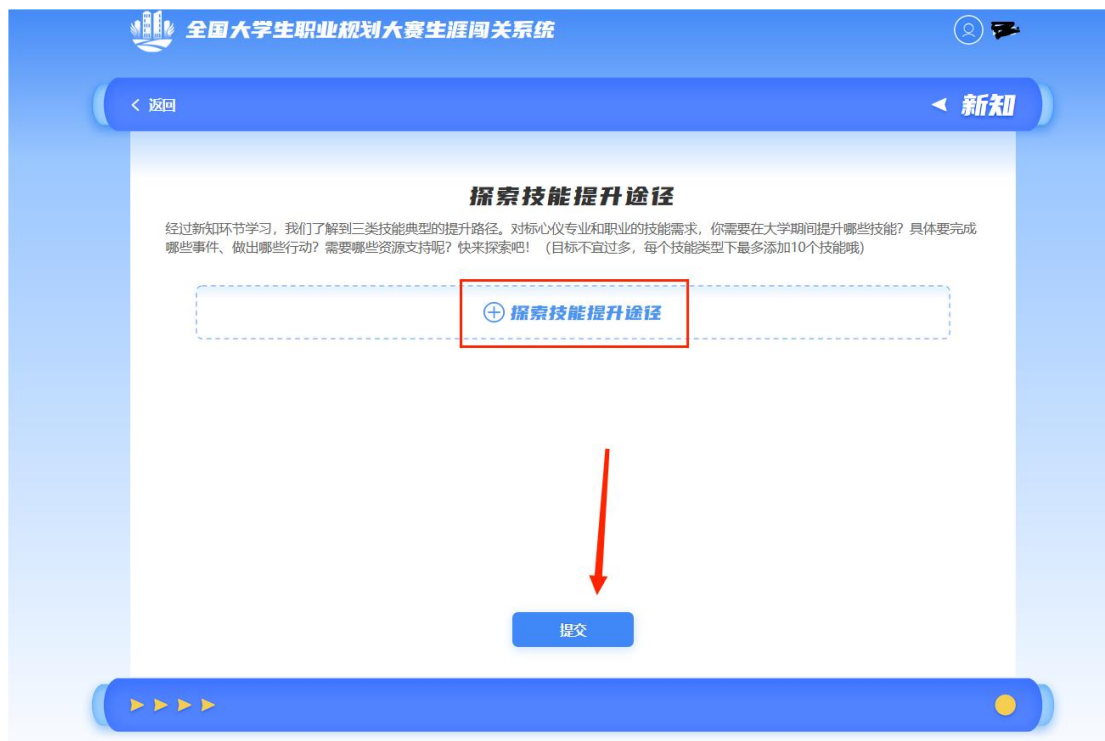 全国大学生职业规划大赛生涯闯关系统
返回
新知
探索技能提升途径
经过新知环节学习，我们了解到三类技能典型的提升路径。对标心仪专业和职业的技能需求，你需要在大学期间提升哪些技能？具体要完成
哪些事件、做出哪些行动？需要哪些资源支持呢？快来探索吧！（目标不宜过多，每个技能类型下最多添加10个技能哦）
探索技能提升途径
提交